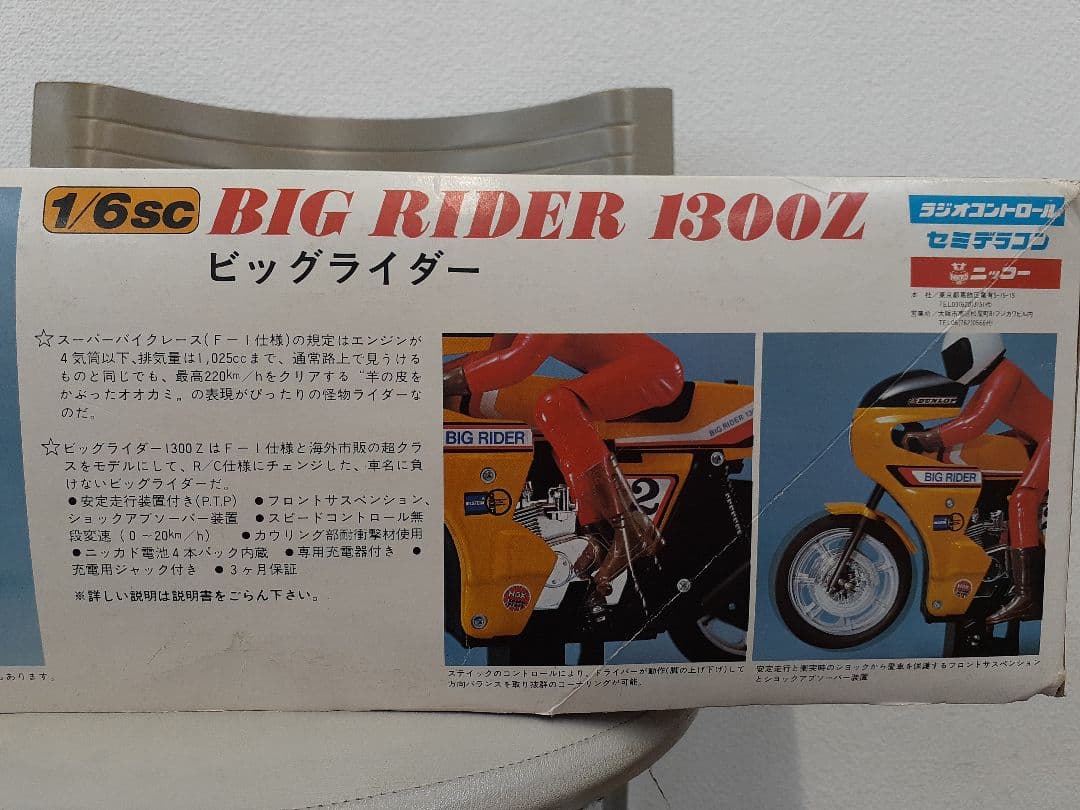 1/6 SC BIG RIDER 1300Z
ビッグライダー
ラジオコントロール
セミデラコン
ニッコー
☆スーパーバイクレース(F-I仕様)の規定はエンジンが
4気筒以下、排気量は1,025ccまで、通常路上で見うける
ものと同じでも、最高220km/hをクリアする“羊の皮を
かぶったオオカミ〟の表現がぴったりの怪物ライダーな
のだ。
☆ビッグライダー1300ZはF-I仕様と海外市販の超クラ
スをモデルにして、R/C仕様にチェンジした、車名に負
けないビッグライダーだ。
●安定走行装置付き(P.T.P) ●フロントサスペンション、
ショックアブソーバー装置 ●スピードコントロール無
段変速(0~20km/h) ●カウリング部耐衝撃材使用
●ニッカド電池4本パック内蔵 ●専用充電器付き ●
充電用ジャック付き ●3ヶ月保証
※詳しい説明は説明書をごらん下さい。
もあります。
BIG RIDER
BIG RIDER 13
2
NGK
DUNLOP
BIG RIDER
NGK
ステイックのコントロールにより、ドライバーが動作(脚の上げ下げ)して
方向バランスを取り抜群のコーナリングが可能。
安定走行と衝突時のショックから愛車を保護するフロントサスペンション
とショックアブソーバー装置